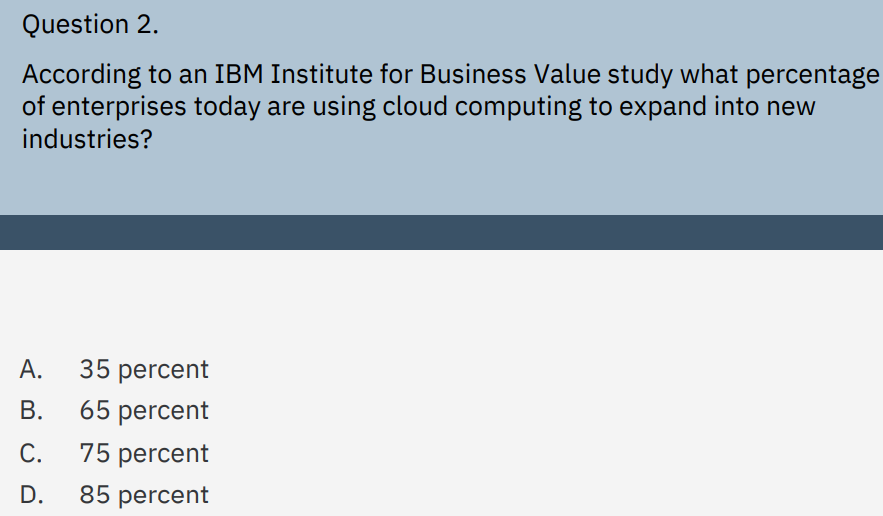 Question 2.
According to an IBM Institute for Business Value study what percentage
of enterprises today are using cloud computing to expand into new
industries?
A. 35 percent
B. 65 percent
C. 75 percent
D. 85 percent